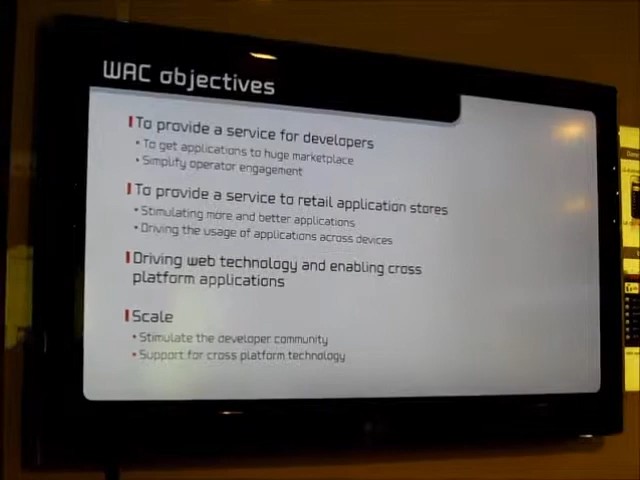 WAC objectives
To provide a service for developers
• To get applications to huge marketplace
• Simplify operator engagement
To provide a service to retail application stores
• Stimulating more and better applications
• Driving the usage of applications across devices
Driving web technology and enabling cross
platform applications
Scale
• Stimulate the developer community
• Support for cross platform technology